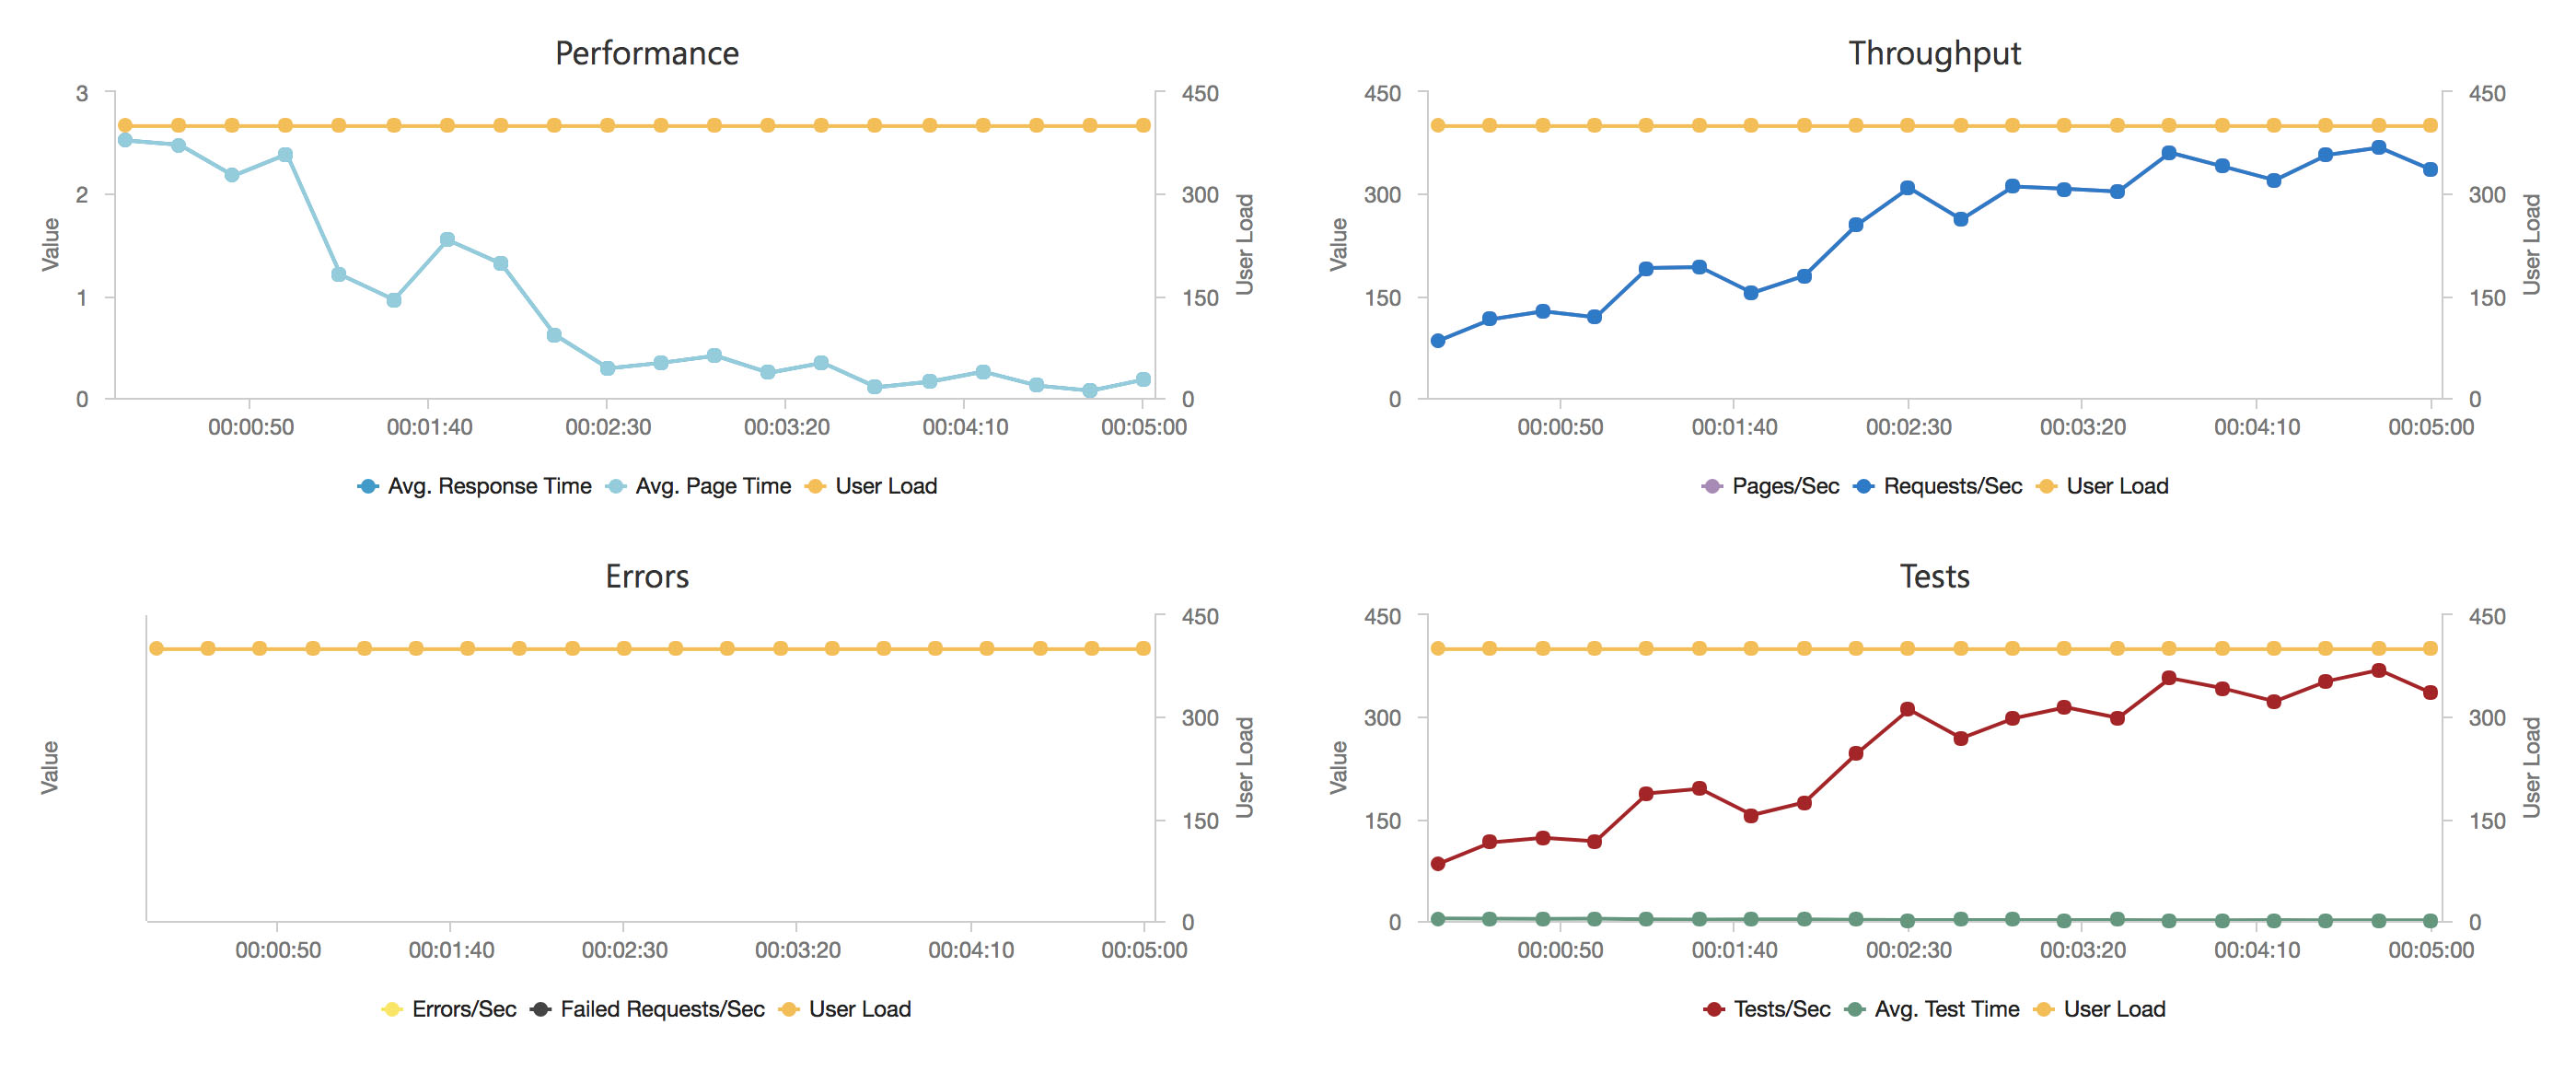 Performance
3
2
1
0
Value
450
300
150
0
User Load
00:00:50 00:01:40 00:02:30 00:03:20 00:04:10 00:05:00
Avg. Response Time Avg. Page Time User Load
Throughput
450
300
150
0
Value
450
300
150
0
User Load
00:00:50 00:01:40 00:02:30 00:03:20 00:04:10 00:05:00
Pages/Sec Requests/Sec User Load
Errors
Value
450
300
150
0
User Load
00:00:50 00:01:40 00:02:30 00:03:20 00:04:10 00:05:00
Errors/Sec Failed Requests/Sec User Load
Tests
450
300
150
0
Value
450
300
150
0
User Load
00:00:50 00:01:40 00:02:30 00:03:20 00:04:10 00:05:00
Tests/Sec Avg. Test Time User Load